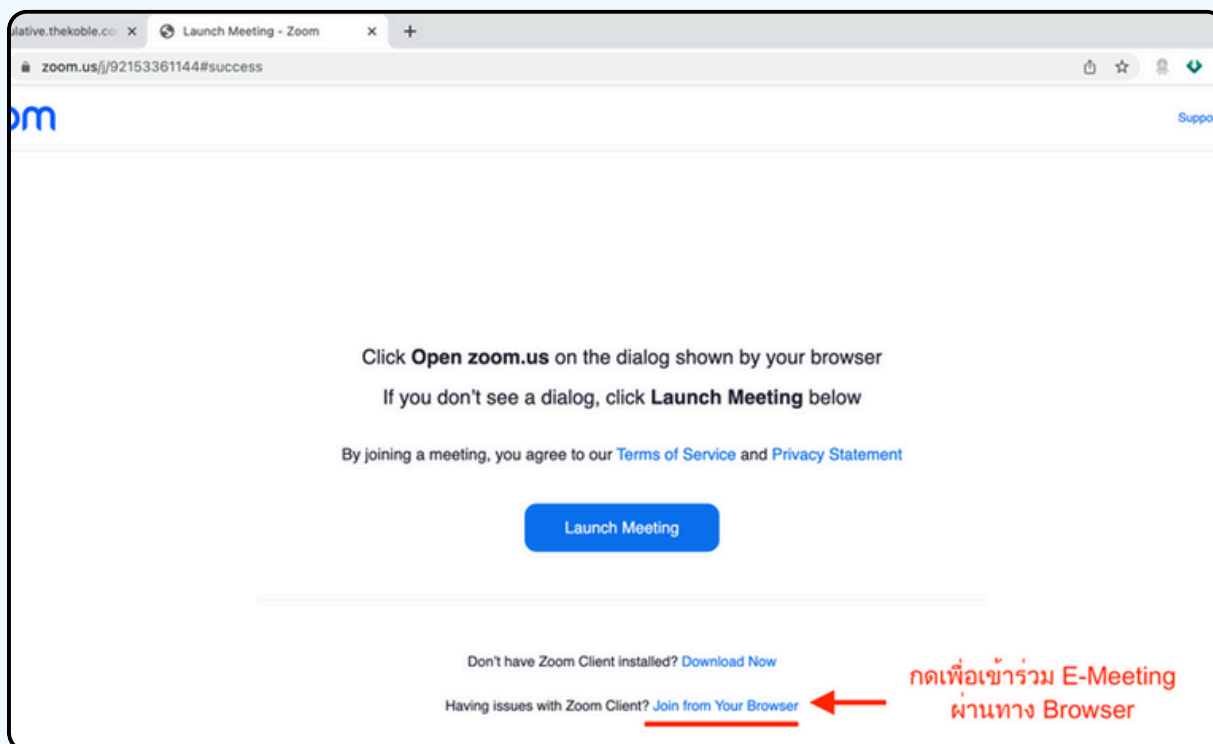 ulative.thekoble.co
Launch Meeting - Zoom
zoom.us/j/92153361144#success
om
Suppo
Click Open zoom.us on the dialog shown by your browser
If you don't see a dialog, click Launch Meeting below
By joining a meeting, you agree to our Terms of Service and Privacy Statement
Launch Meeting
Don't have Zoom Client installed? Download Now
Having issues with Zoom Client? Join from Your Browser
กดเพื่อเข้าร่วม E-Meeting
ผ่านทาง Browser